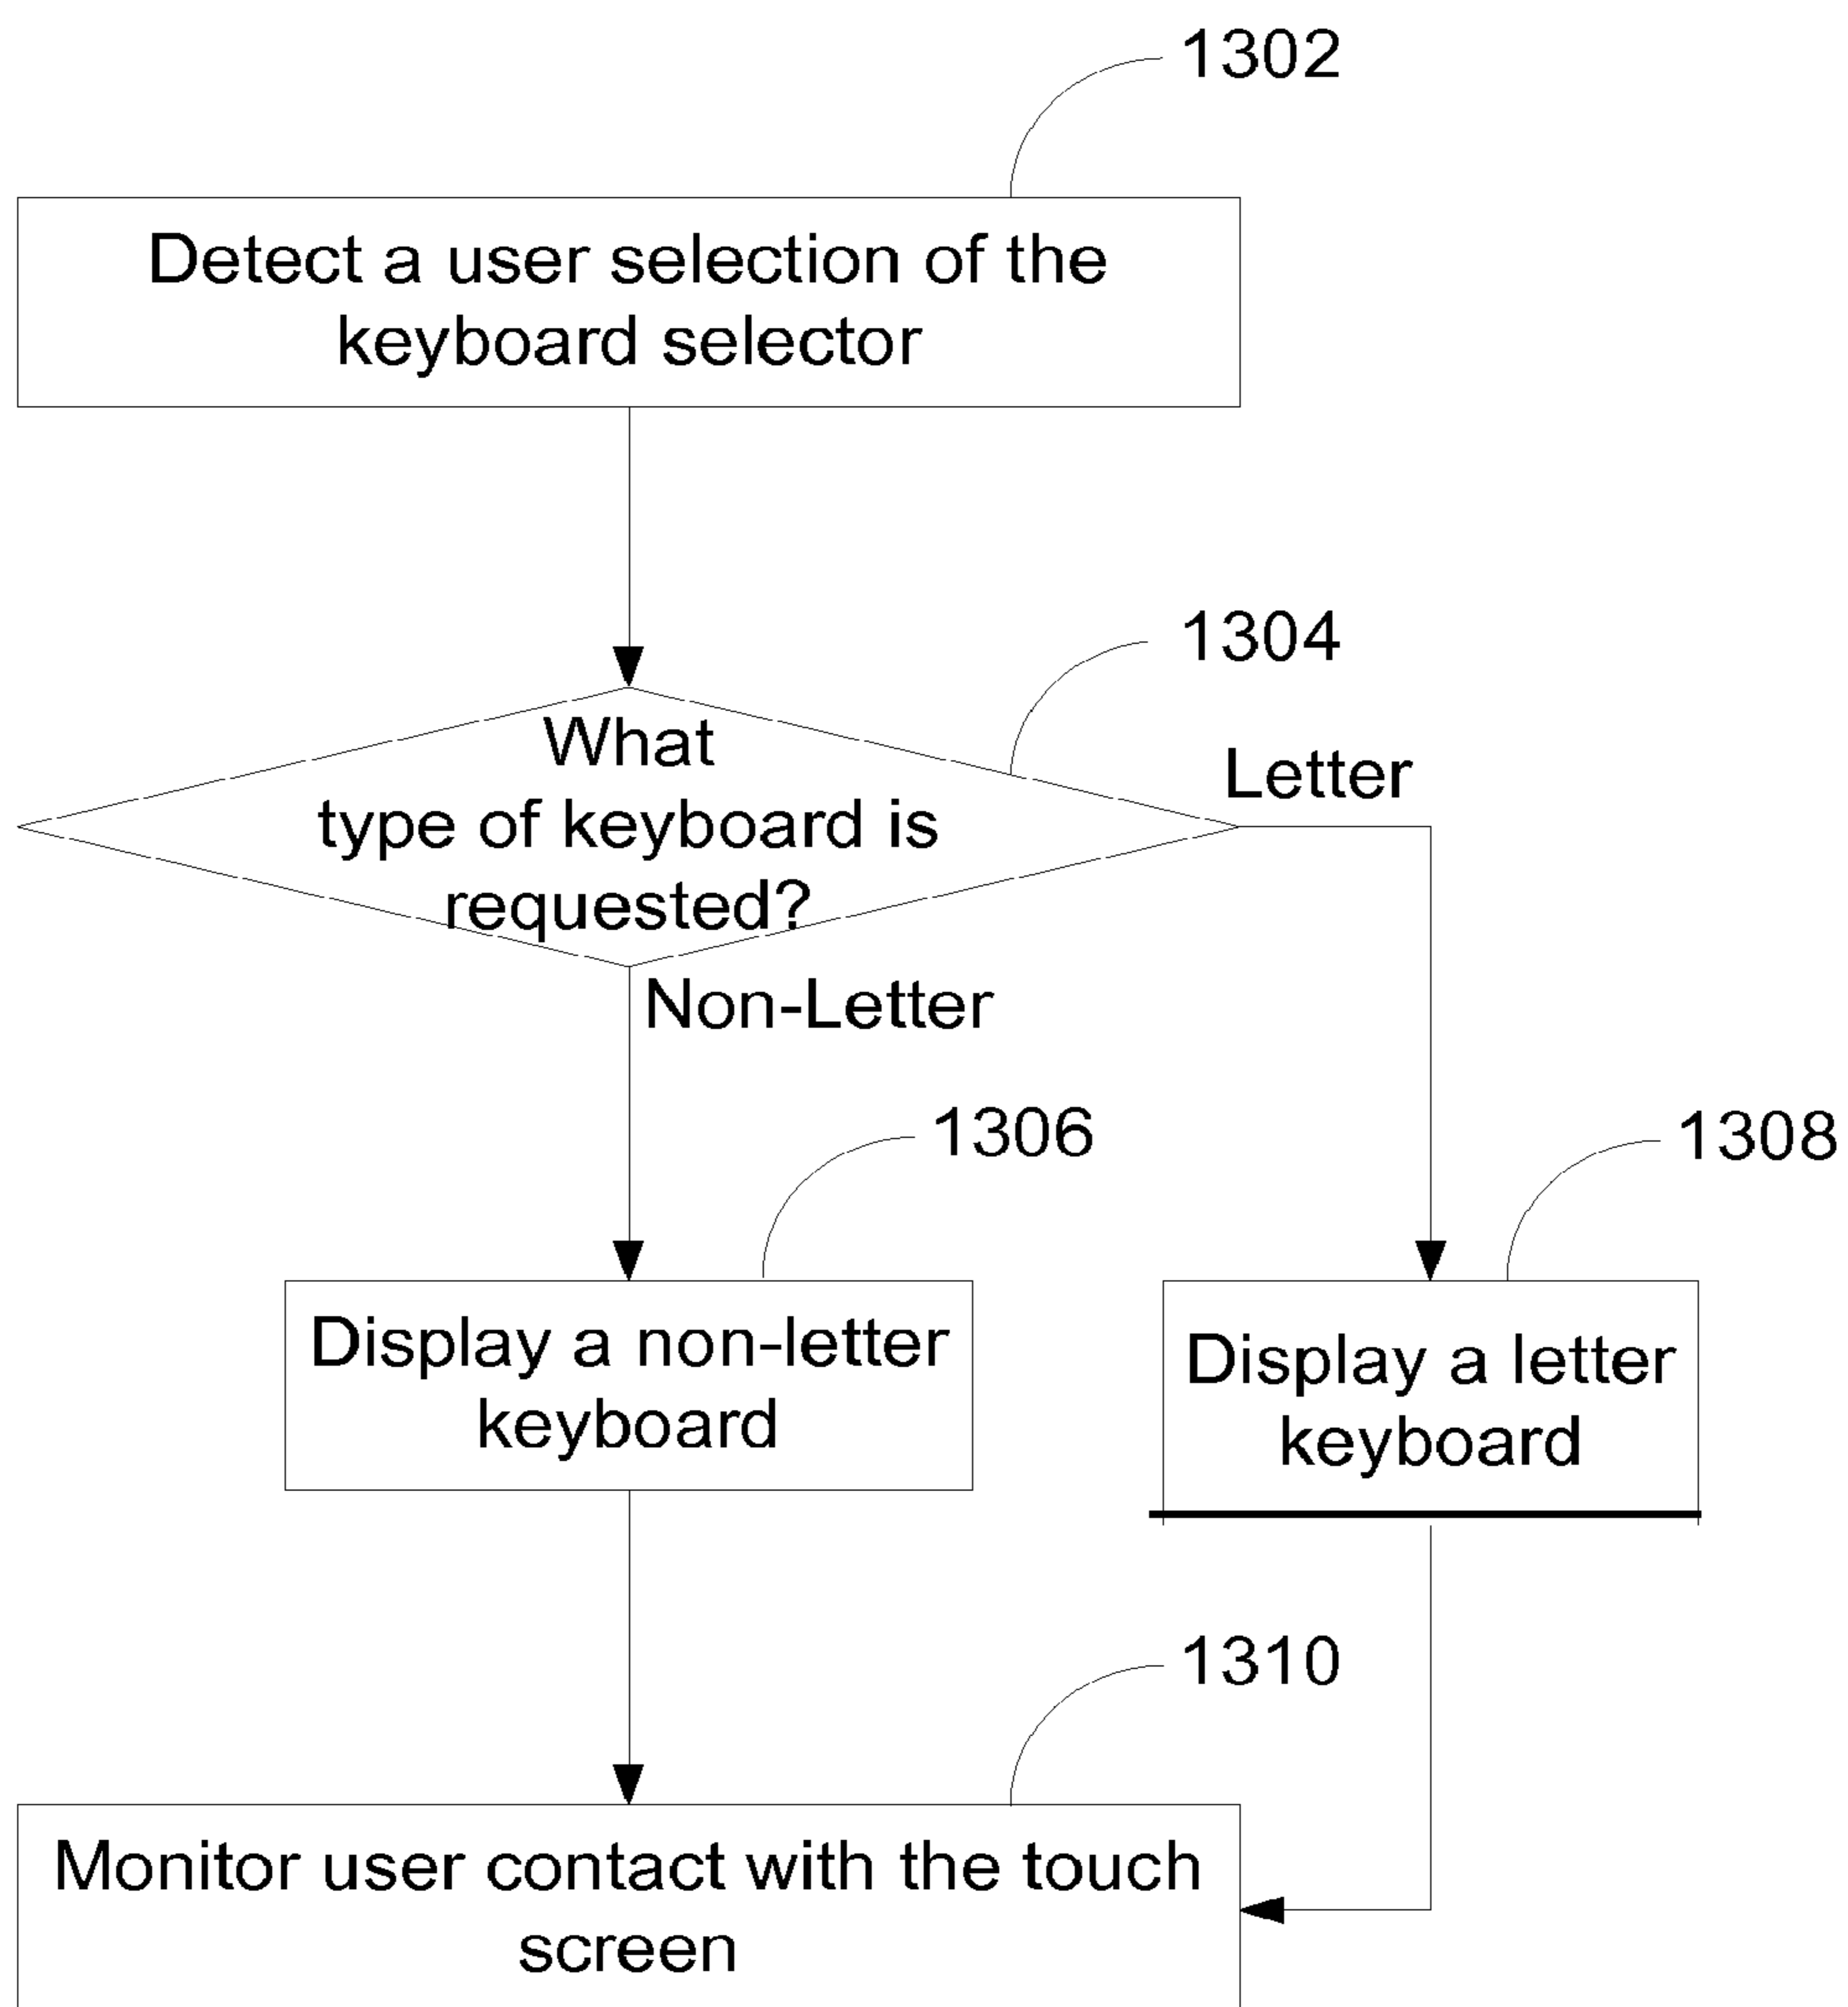 1302
Detect a user selection of the
keyboard selector
1304
What
type of keyboard is
requested?
Letter
Non-Letter
1306
1308
Display a non-letter
keyboard
Display a letter
keyboard
1310
Monitor user contact with the touch
screen